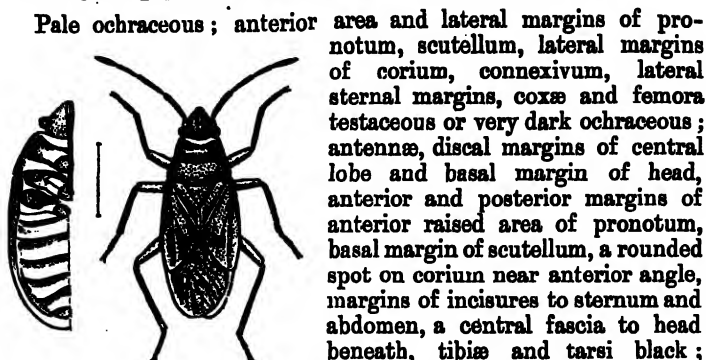 Pale ochraceous ; anterior area and lateral margins of pro-
notum, scutellum, lateral margins
of corium, connexivum, lateral
sternal margins, coxæ and femora
testaceous or very dark ochraceous ;
antennæ, discal margins of central
lobe and basal margin of head,
anterior and posterior margins of
anterior raised area of pronotum,
basal margin of scutellum, a rounded
spot on corium near anterior angle,
margins of incisures to sternum and
abdomen, a central fascia to head
beneath, tibiæ and tarsi black ;